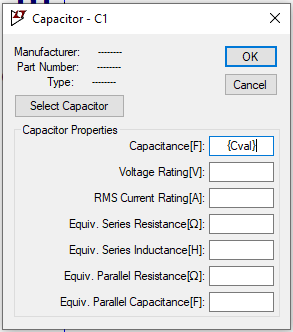 Capacitor - C1
Manufacturer: --------
Part Number: --------
Type: --------
OK
Cancel
Select Capacitor
Capacitor Properties
Capacitance[F]: {Cval}
Voltage Rating[V]:
RMS Current Rating[A]:
Equiv. Series Resistance[Ω]:
Equiv. Series Inductance[H]:
Equiv. Parallel Resistance[Ω]:
Equiv. Parallel Capacitance[F]: